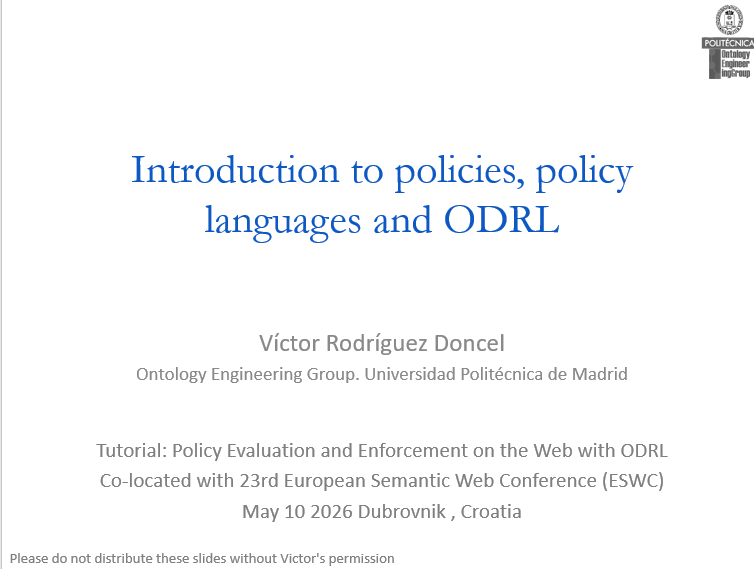 POLITÉCNICA
Ontology
Engineer
ingGroup
Introduction to policies, policy
languages and ODRL
Víctor Rodríguez Doncel
Ontology Engineering Group. Universidad Politécnica de Madrid
Tutorial: Policy Evaluation and Enforcement on the Web with ODRL
Co-located with 23rd European Semantic Web Conference (ESWC)
May 10 2026 Dubrovnik , Croatia
Please do not distribute these slides without Victor's permission